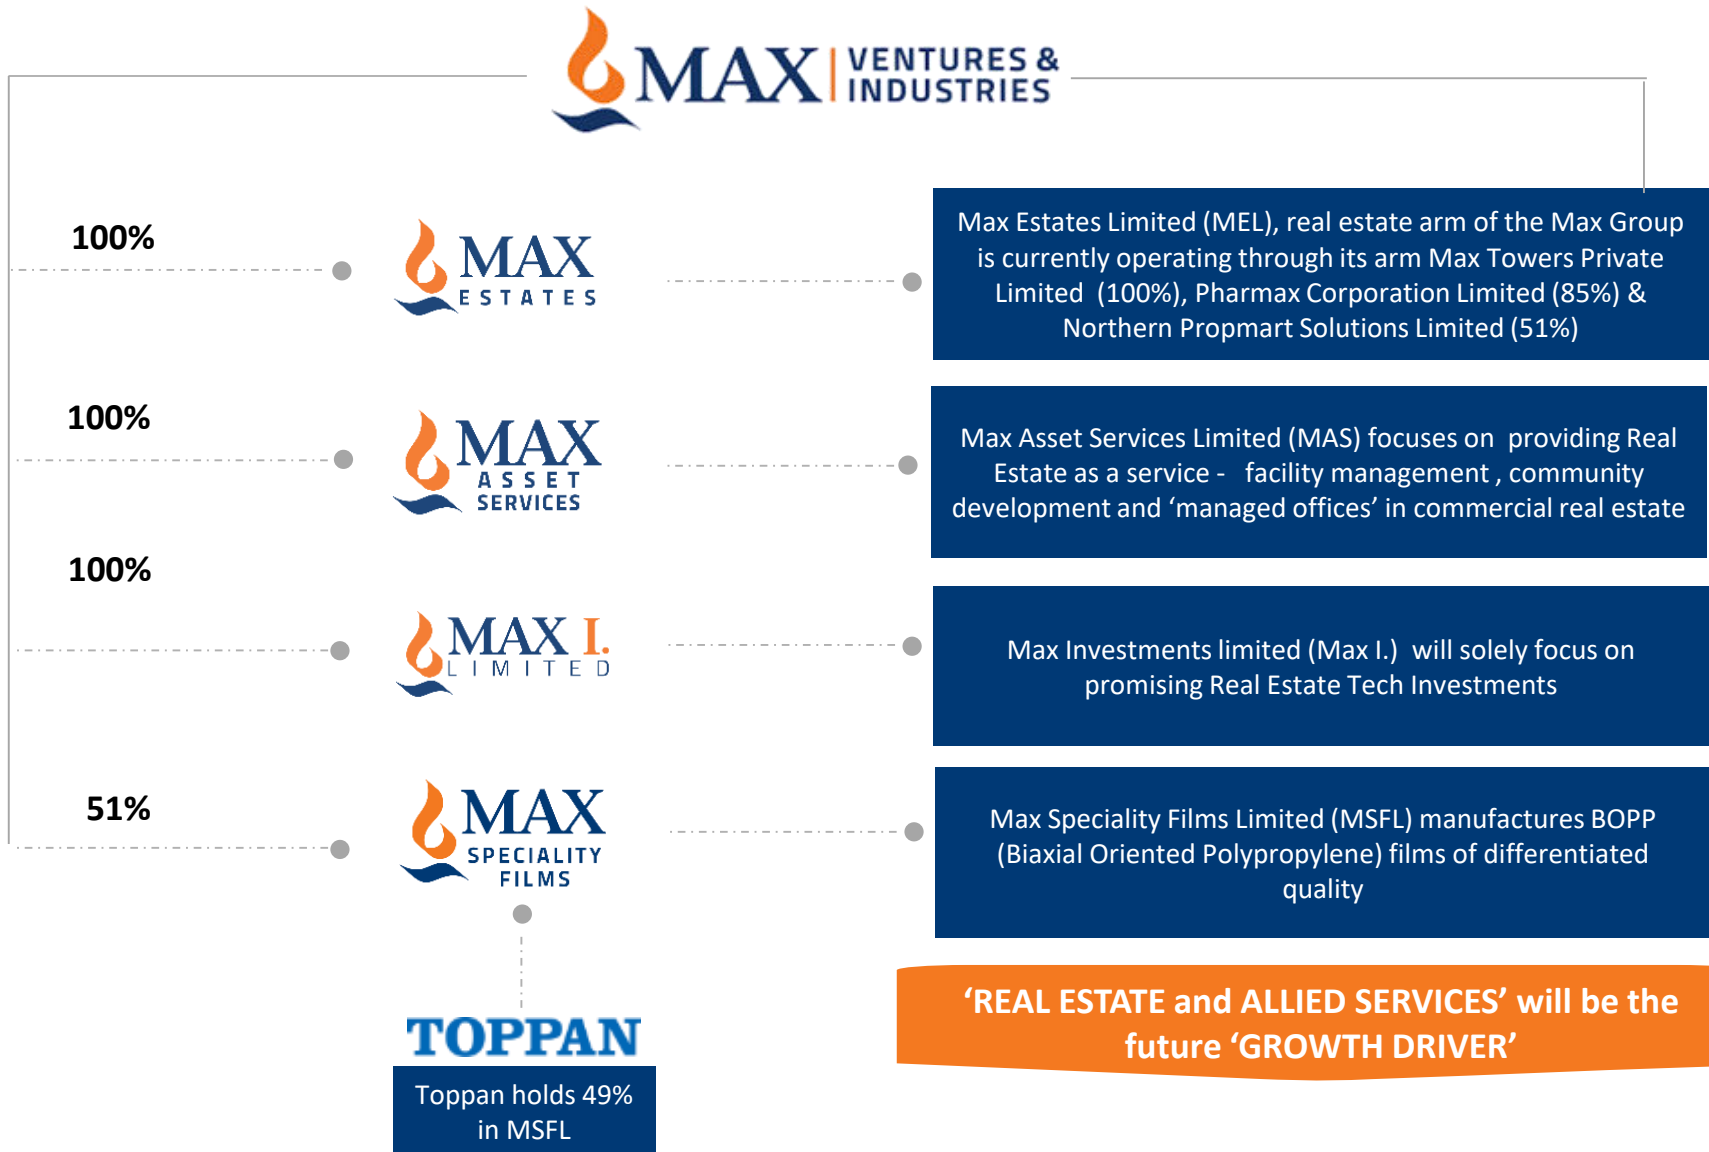 MAX VENTURES &
INDUSTRIES
100%
MAX
ESTATES
Max Estates Limited (MEL), real estate arm of the Max Group
is currently operating through its arm Max Towers Private
Limited (100%), Pharmax Corporation Limited (85%) &
Northern Propmart Solutions Limited (51%)
100%
MAX
ASSET
SERVICES
Max Asset Services Limited (MAS) focuses on providing Real
Estate as a service - facility management , community
development and ‘managed offices’ in commercial real estate
100%
MAX I.
LIMITED
Max Investments limited (Max I.) will solely focus on
promising Real Estate Tech Investments
51%
MAX
SPECIALITY
FILMS
Max Speciality Films Limited (MSFL) manufactures BOPP
(Biaxial Oriented Polypropylene) films of differentiated
quality
TOPPAN
Toppan holds 49%
in MSFL
‘REAL ESTATE and ALLIED SERVICES’ will be the
future ‘GROWTH DRIVER’